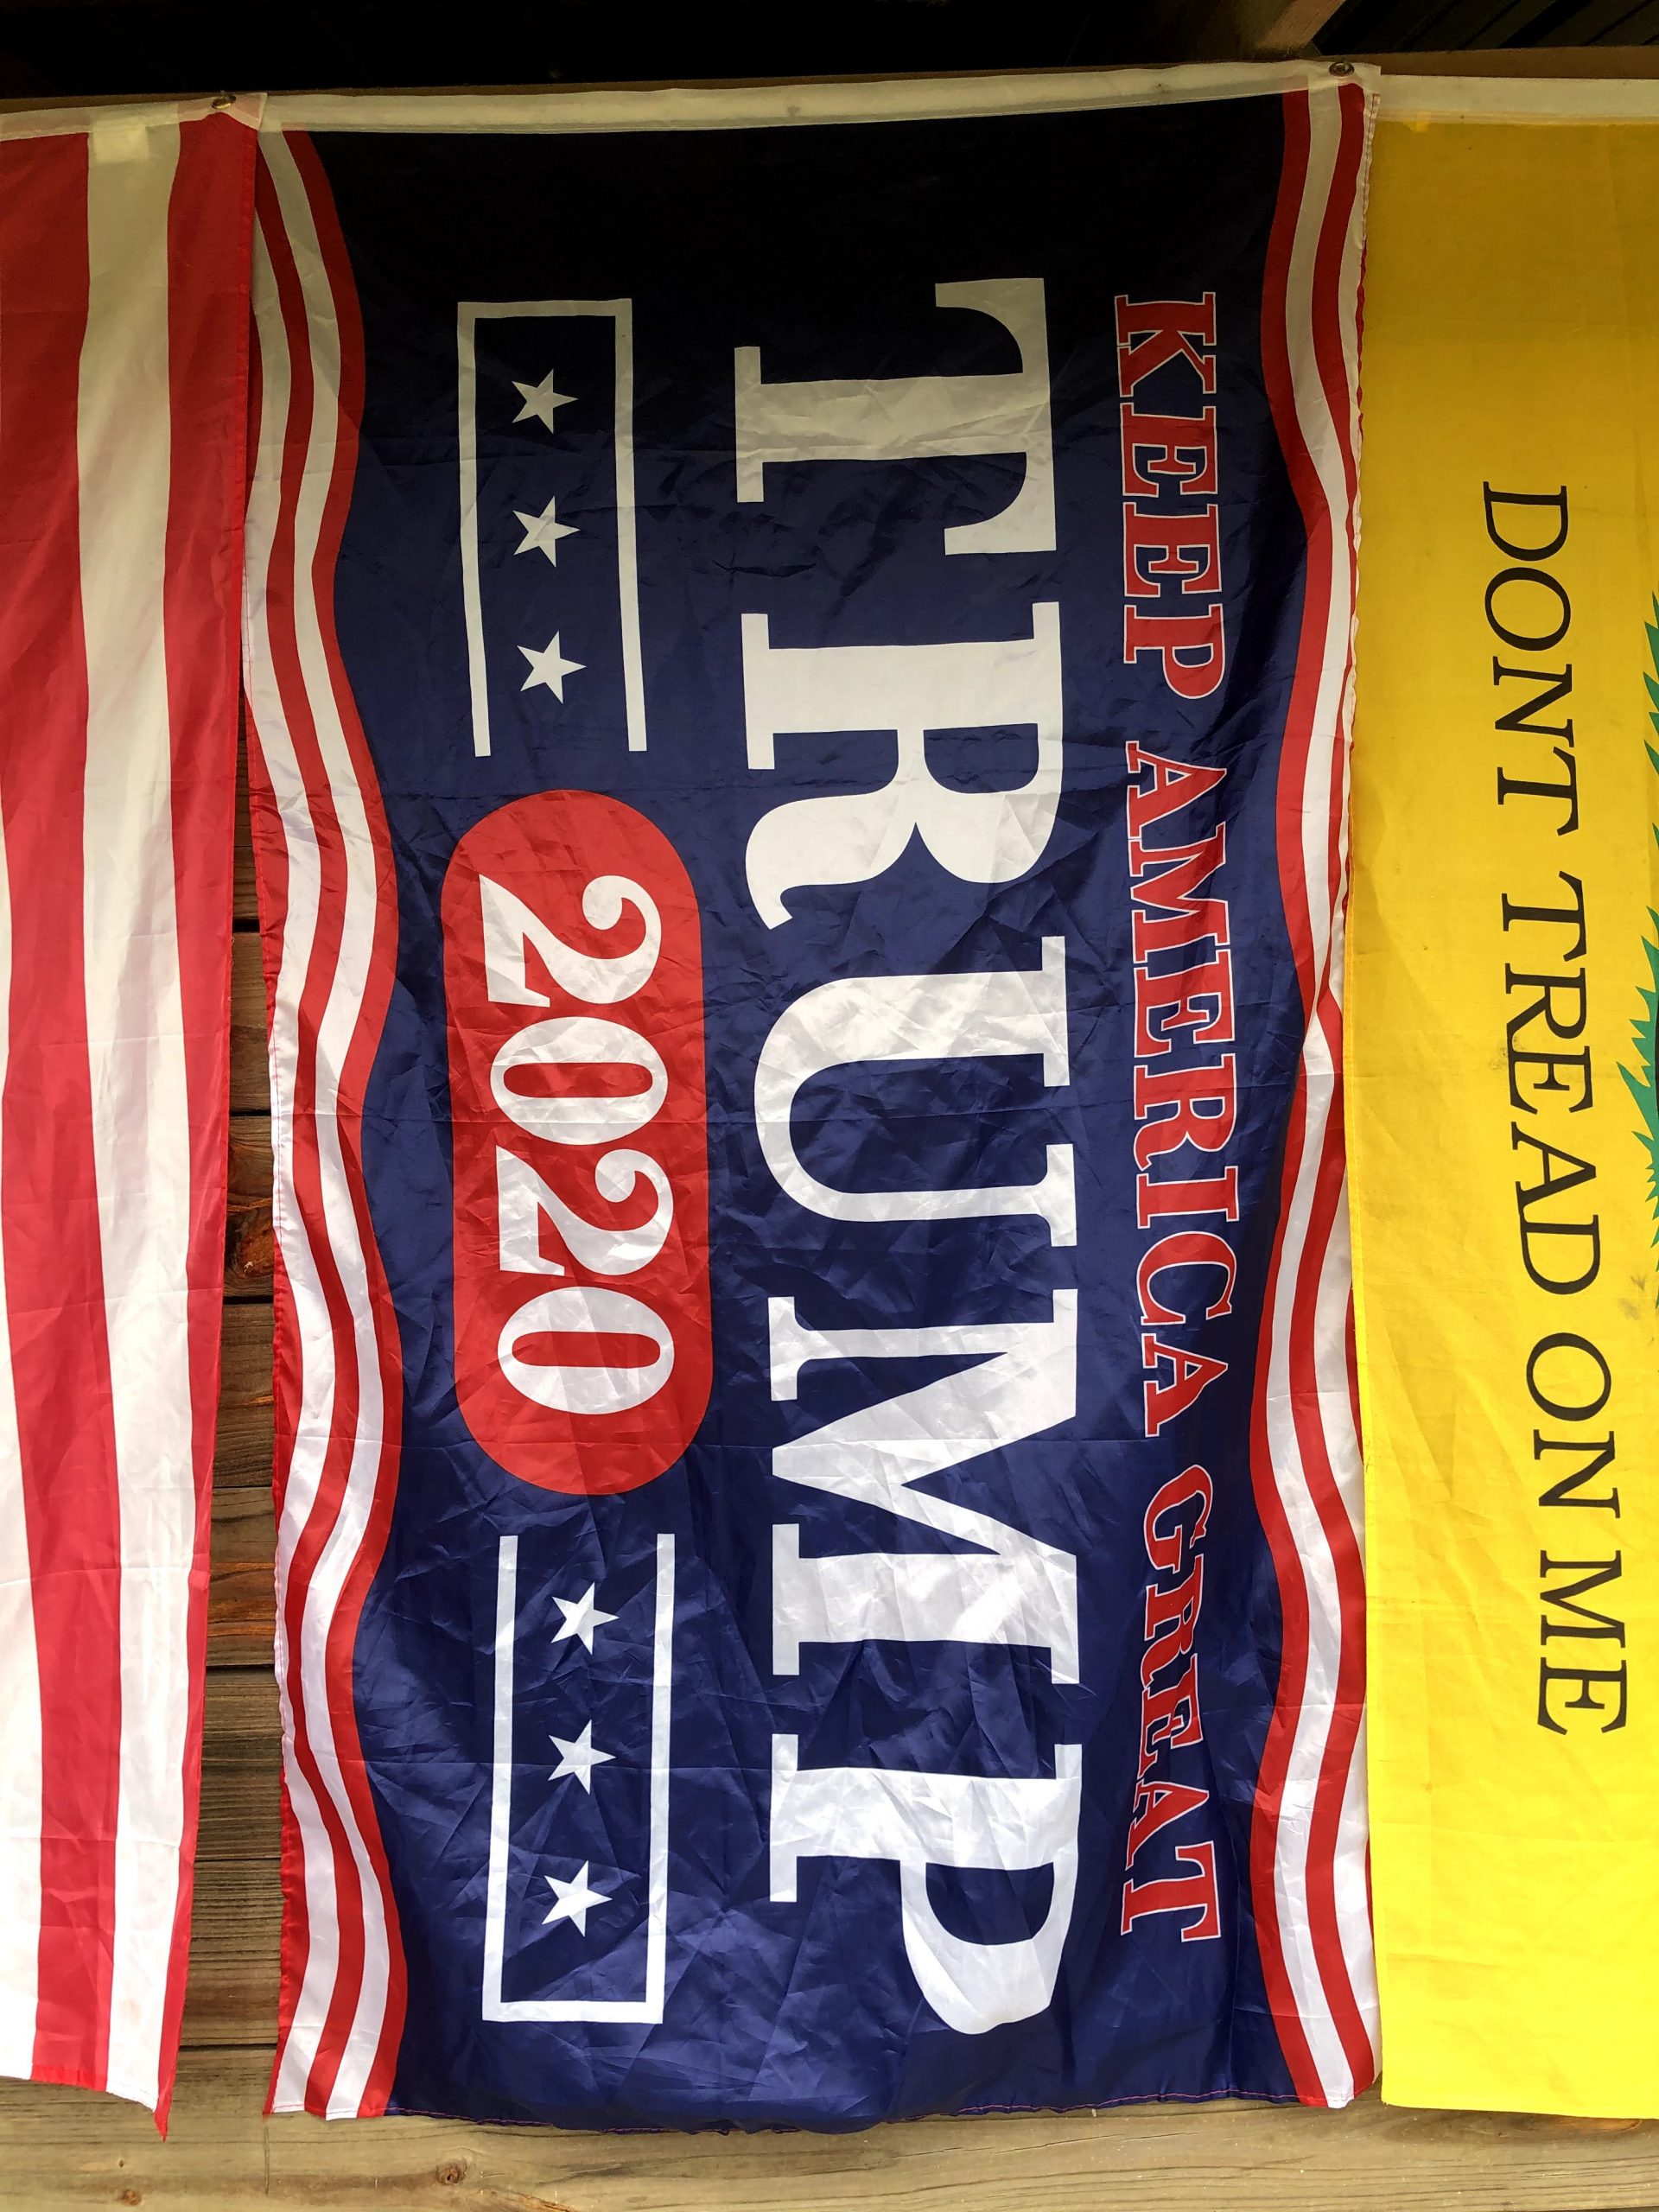 KEEP AMERICA GREAT
TRUMP
2020
DONT TREAD ON ME